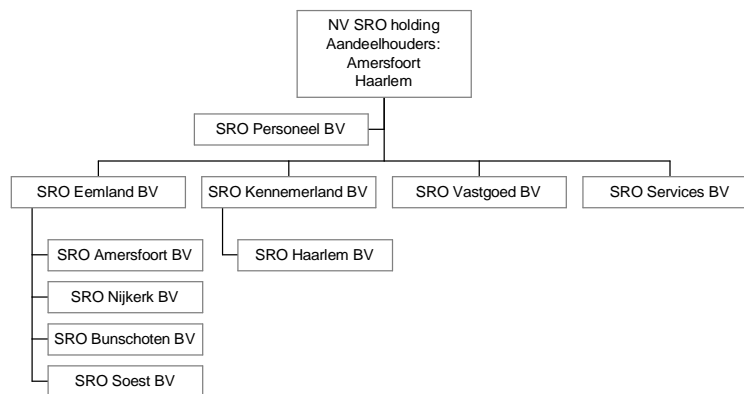 NV SRO holding
Aandeelhouders:
Amersfoort
Haarlem
SRO Personeel BV
SRO Eemland BV
SRO Kennemerland BV
SRO Vastgoed BV
SRO Services BV
SRO Amersfoort BV
SRO Haarlem BV
SRO Nijkerk BV
SRO Bunschoten BV
SRO Soest BV